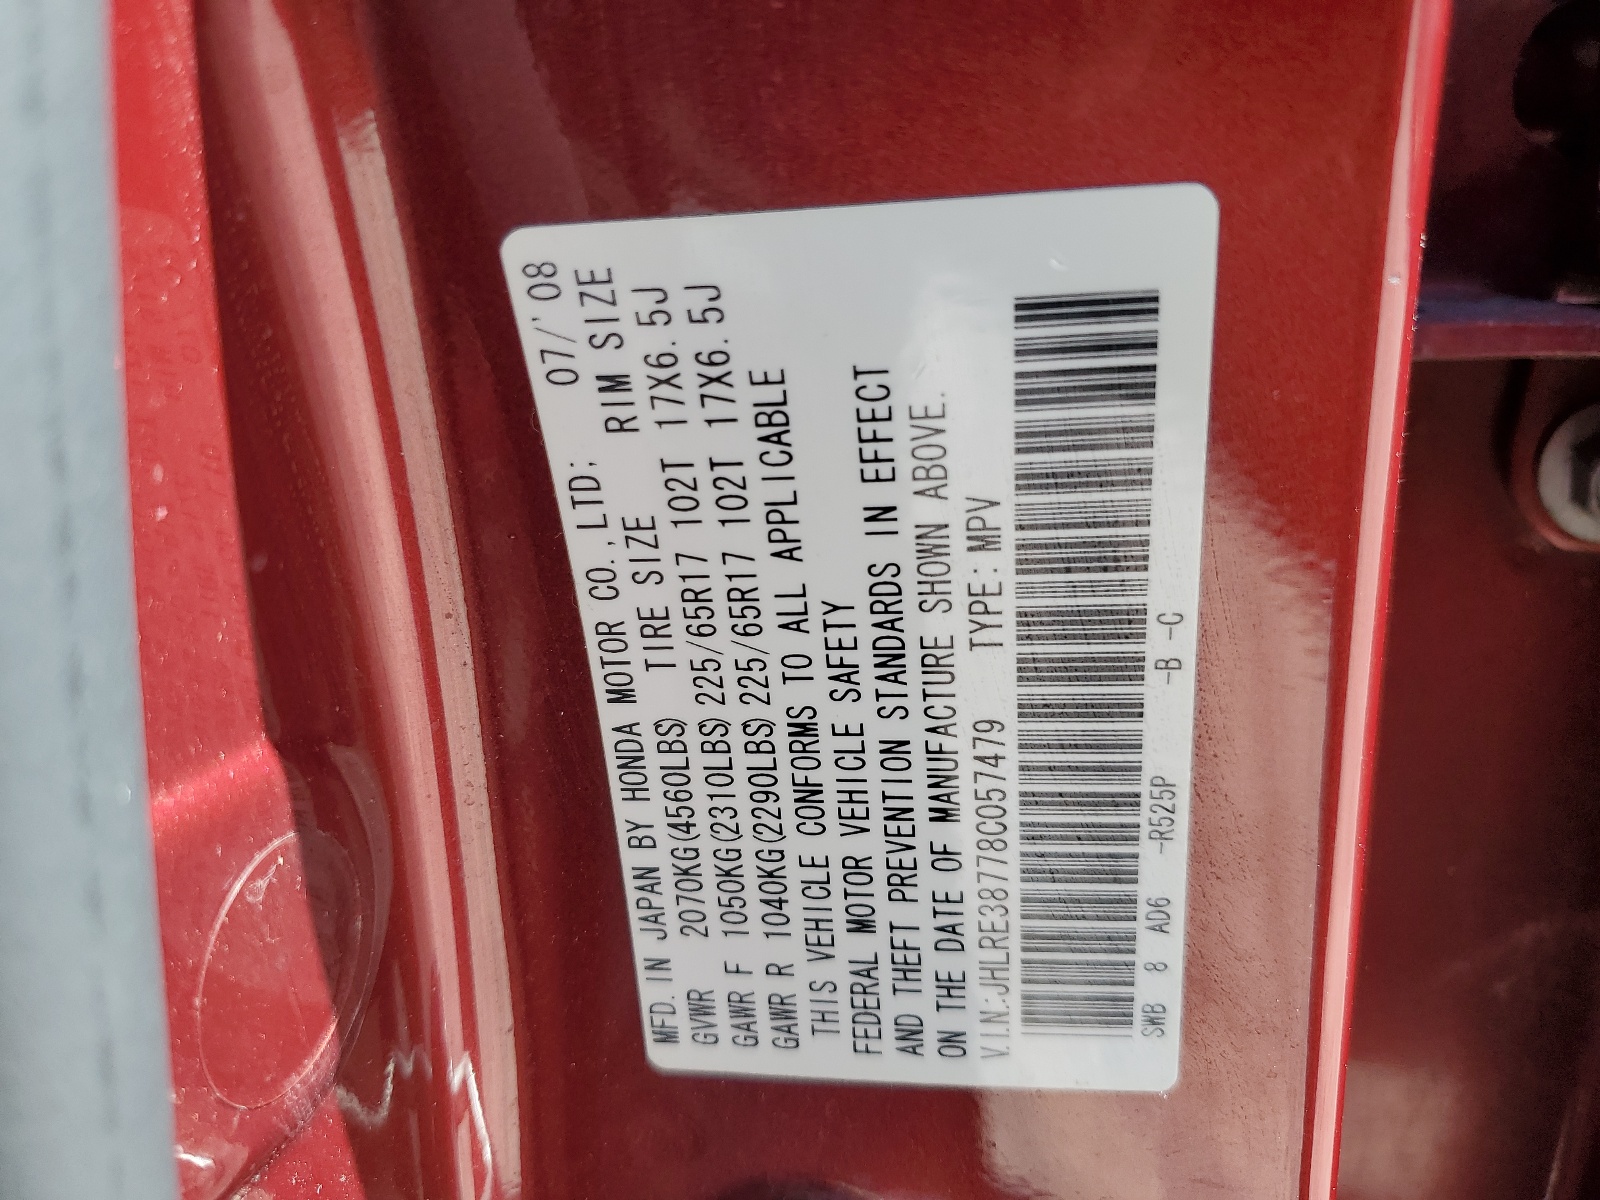 MFD. IN JAPAN BY HONDA MOTOR CO., LTD. 07/'08
TIRE SIZE RIM SIZE
GVWR 2070KG(4560LBS) 
GAWR F 1050KG(2310LBS) 225/65R17 102T 17X6.5J
GAWR R 1040KG(2290LBS) 225/65R17 102T 17X6.5J
THIS VEHICLE CONFORMS TO ALL APPLICABLE
FEDERAL MOTOR VEHICLE SAFETY
AND THEFT PREVENTION STANDARDS IN EFFECT
ON THE DATE OF MANUFACTURE SHOWN ABOVE.
V.I.N:JHLRE38778C057479 TYPE:MPV
SWB 8 AD6 -R525P -B -C